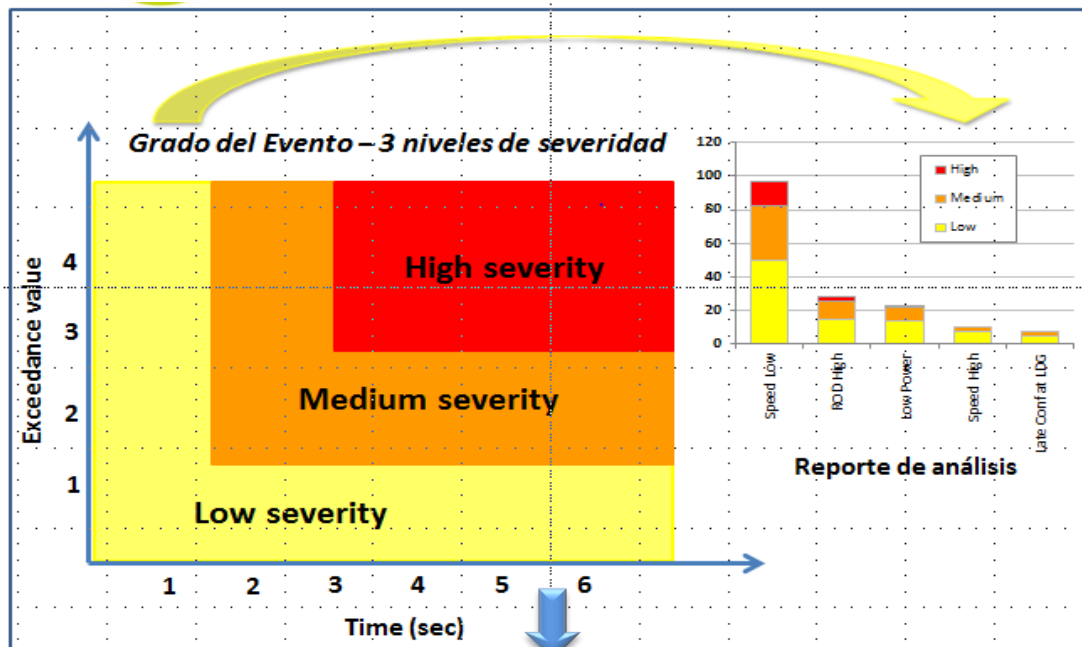 Grado del Evento – 3 niveles de severidad
Exceedance value
4
3
2
1
High severity
Medium severity
Low severity
1 2 3 4 5 6
Time (sec)
120
100
80
60
40
20
0
High
Medium
Low
Speed Low
ROD High
Low Power
Speed High
Late Conf at LDG
Reporte de análisis